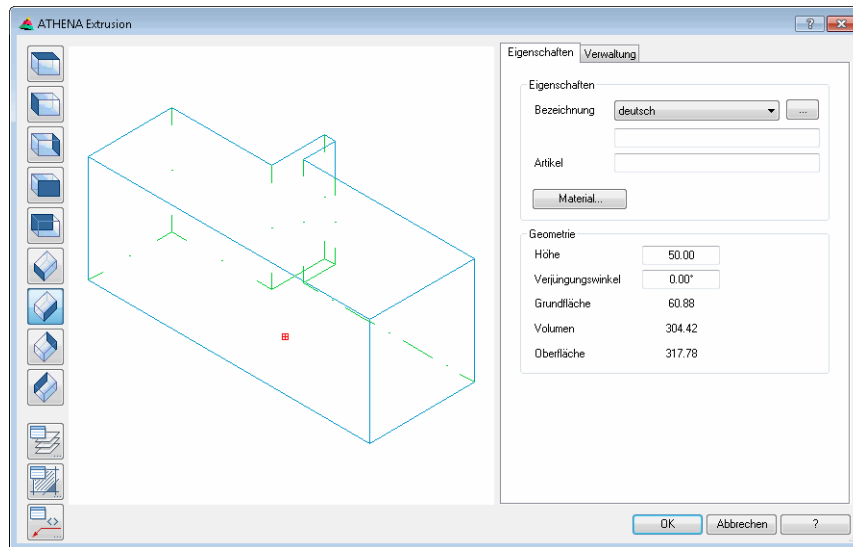 ATHENA Extrusion
Eigenschaften Verwaltung
Eigenschaften
Bezeichnung deutsch ...
Artikel
Material...
Geometrie
Höhe 50.00
Verjüngungswinkel 0.00°
Grundfläche 60.88
Volumen 304.42
Oberfläche 317.78
OK Abbrechen ?